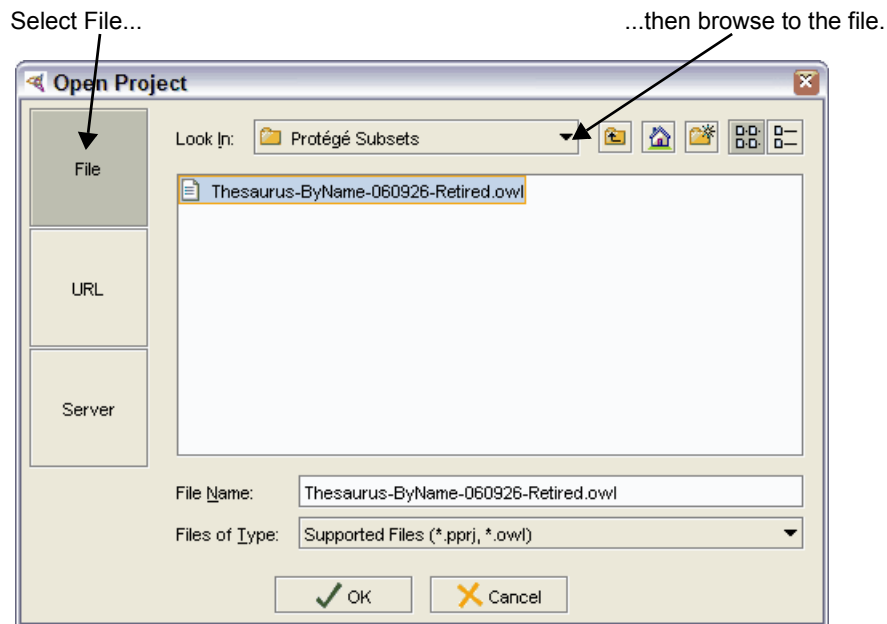 Select File...
...then browse to the file.
Open Project
File
URL
Server
Look In:
Protégé Subsets
Thesaurus-ByName-060926-Retired.owl
File Name:
Thesaurus-ByName-060926-Retired.owl
Files of Type:
Supported Files (*.pprj, *.owl)
OK
Cancel